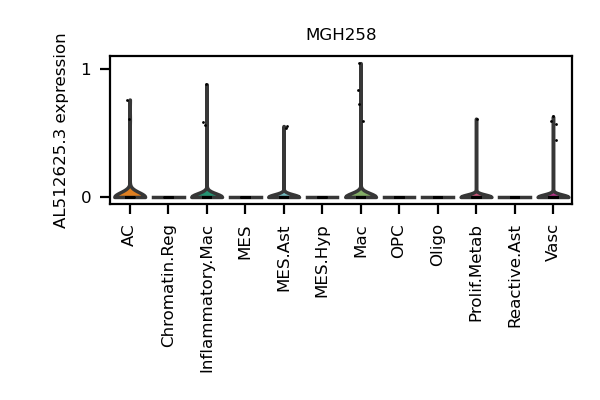 MGH258
AL512625.3 expression
1
0
AC
Chromatin.Reg
Inflammatory.Mac
MES
MES.Ast
MES.Hyp
Mac
OPC
Oligo
Prolif.Metab
Reactive.Ast
Vasc